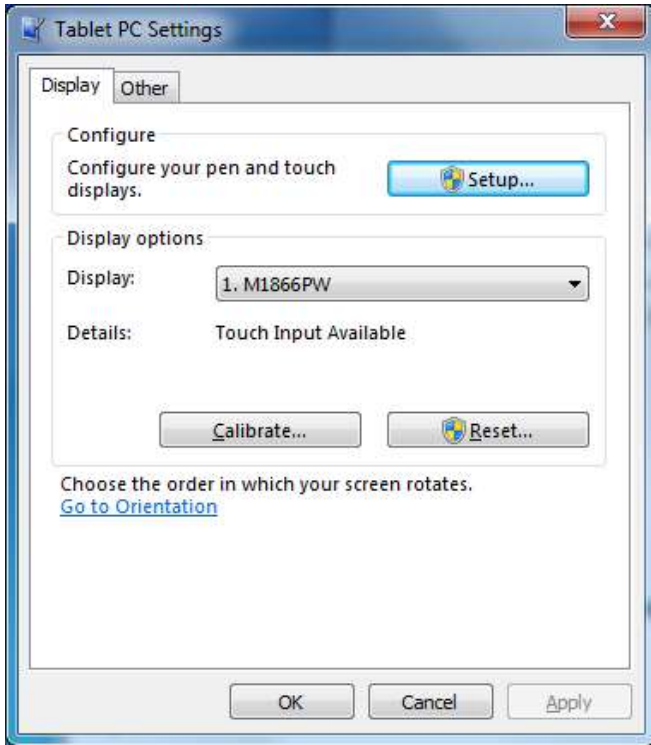 Tablet PC Settings
Display
Other
Configure
Configure your pen and touch
displays.
Setup...
Display options
Display:
1. M1866PW
Details:
Touch Input Available
Calibrate...
Reset...
Choose the order in which your screen rotates.
Go to Orientation
OK
Cancel
Apply